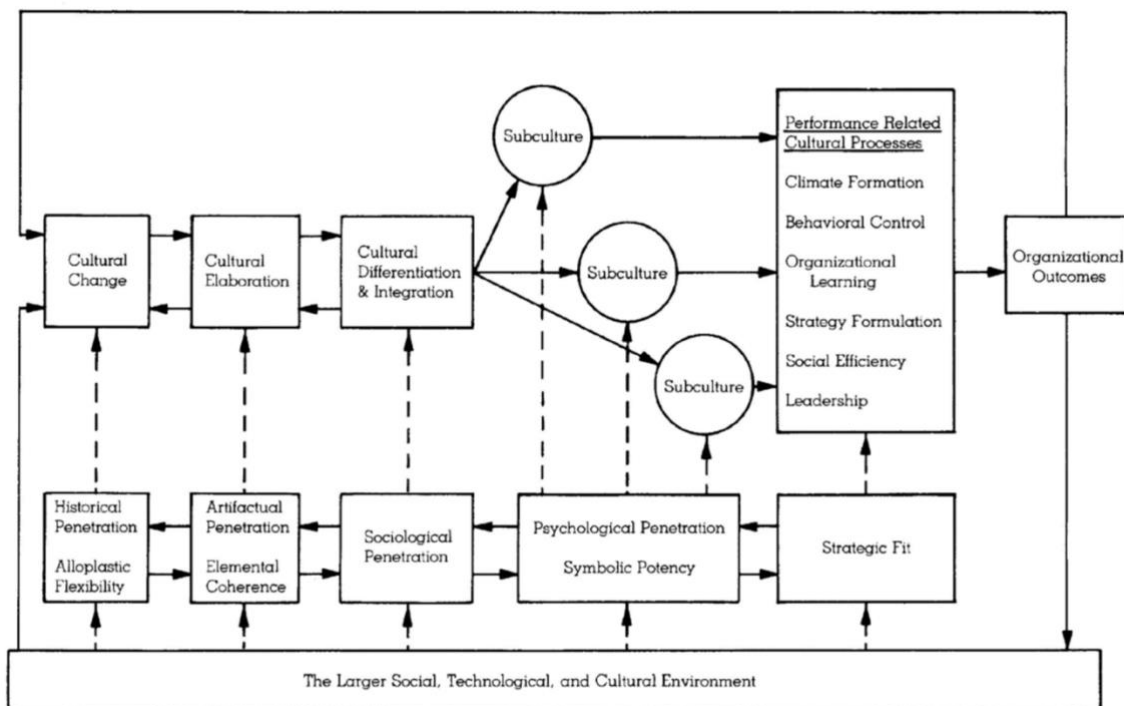 Subculture
Performance Related
Cultural Processes
Climate Formation
Behavioral Control
Organizational
Learning
Strategy Formulation
Social Efficiency
Leadership
Cultural
Change
Cultural
Elaboration
Cultural
Differentiation
& Integration
Subculture
Organizational
Outcomes
Subculture
Historical
Penetration
Alloplastic
Flexibility
Artifactual
Penetration
Elemental
Coherence
Sociological
Penetration
Psychological Penetration
Symbolic Potency
Strategic Fit
The Larger Social, Technological, and Cultural Environment